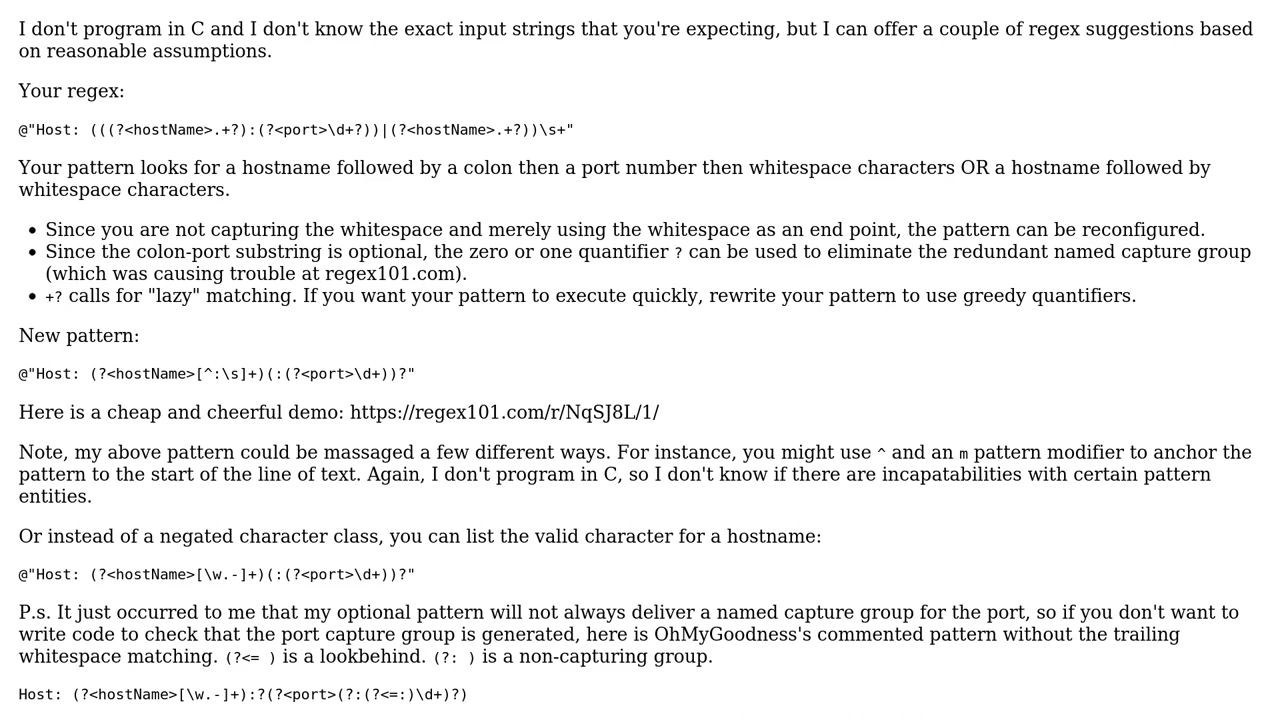 I don't program in C and I don't know the exact input strings that you're expecting, but I can offer a couple of regex suggestions based
on reasonable assumptions.
Your regex:
@"Host: (((?<hostName>.+?):(?<port>\d+?))|(?<hostName>.+?))\s+"
Your pattern looks for a hostname followed by a colon then a port number then whitespace characters OR a hostname followed by
whitespace characters.
• Since you are not capturing the whitespace and merely using the whitespace as an end point, the pattern can be reconfigured.
• Since the colon-port substring is optional, the zero or one quantifier ? can be used to eliminate the redundant named capture group
(which was causing trouble at regex101.com).
• +? calls for "lazy" matching. If you want your pattern to execute quickly, rewrite your pattern to use greedy quantifiers.
New pattern:
@"Host: (?<hostName>[^:\s]+)(:(?<port>\d+))?"
Here is a cheap and cheerful demo: https://regex101.com/r/NqSJ8L/1/
Note, my above pattern could be massaged a few different ways. For instance, you might use ^ and an m pattern modifier to anchor the
pattern to the start of the line of text. Again, I don't program in C, so I don't know if there are incapatabilities with certain pattern
entities.
Or instead of a negated character class, you can list the valid character for a hostname:
@"Host: (?<hostName>[\w.-]+)(:(?<port>\d+))?"
P.s. It just occurred to me that my optional pattern will not always deliver a named capture group for the port, so if you don't want to
write code to check that the port capture group is generated, here is OhMyGoodness's commented pattern without the trailing
whitespace matching. (?<= ) is a lookbehind. (?: ) is a non-capturing group.
Host: (?<hostName>[\w.-]+):?(?<port>(?:(?<=:)\d+)?)